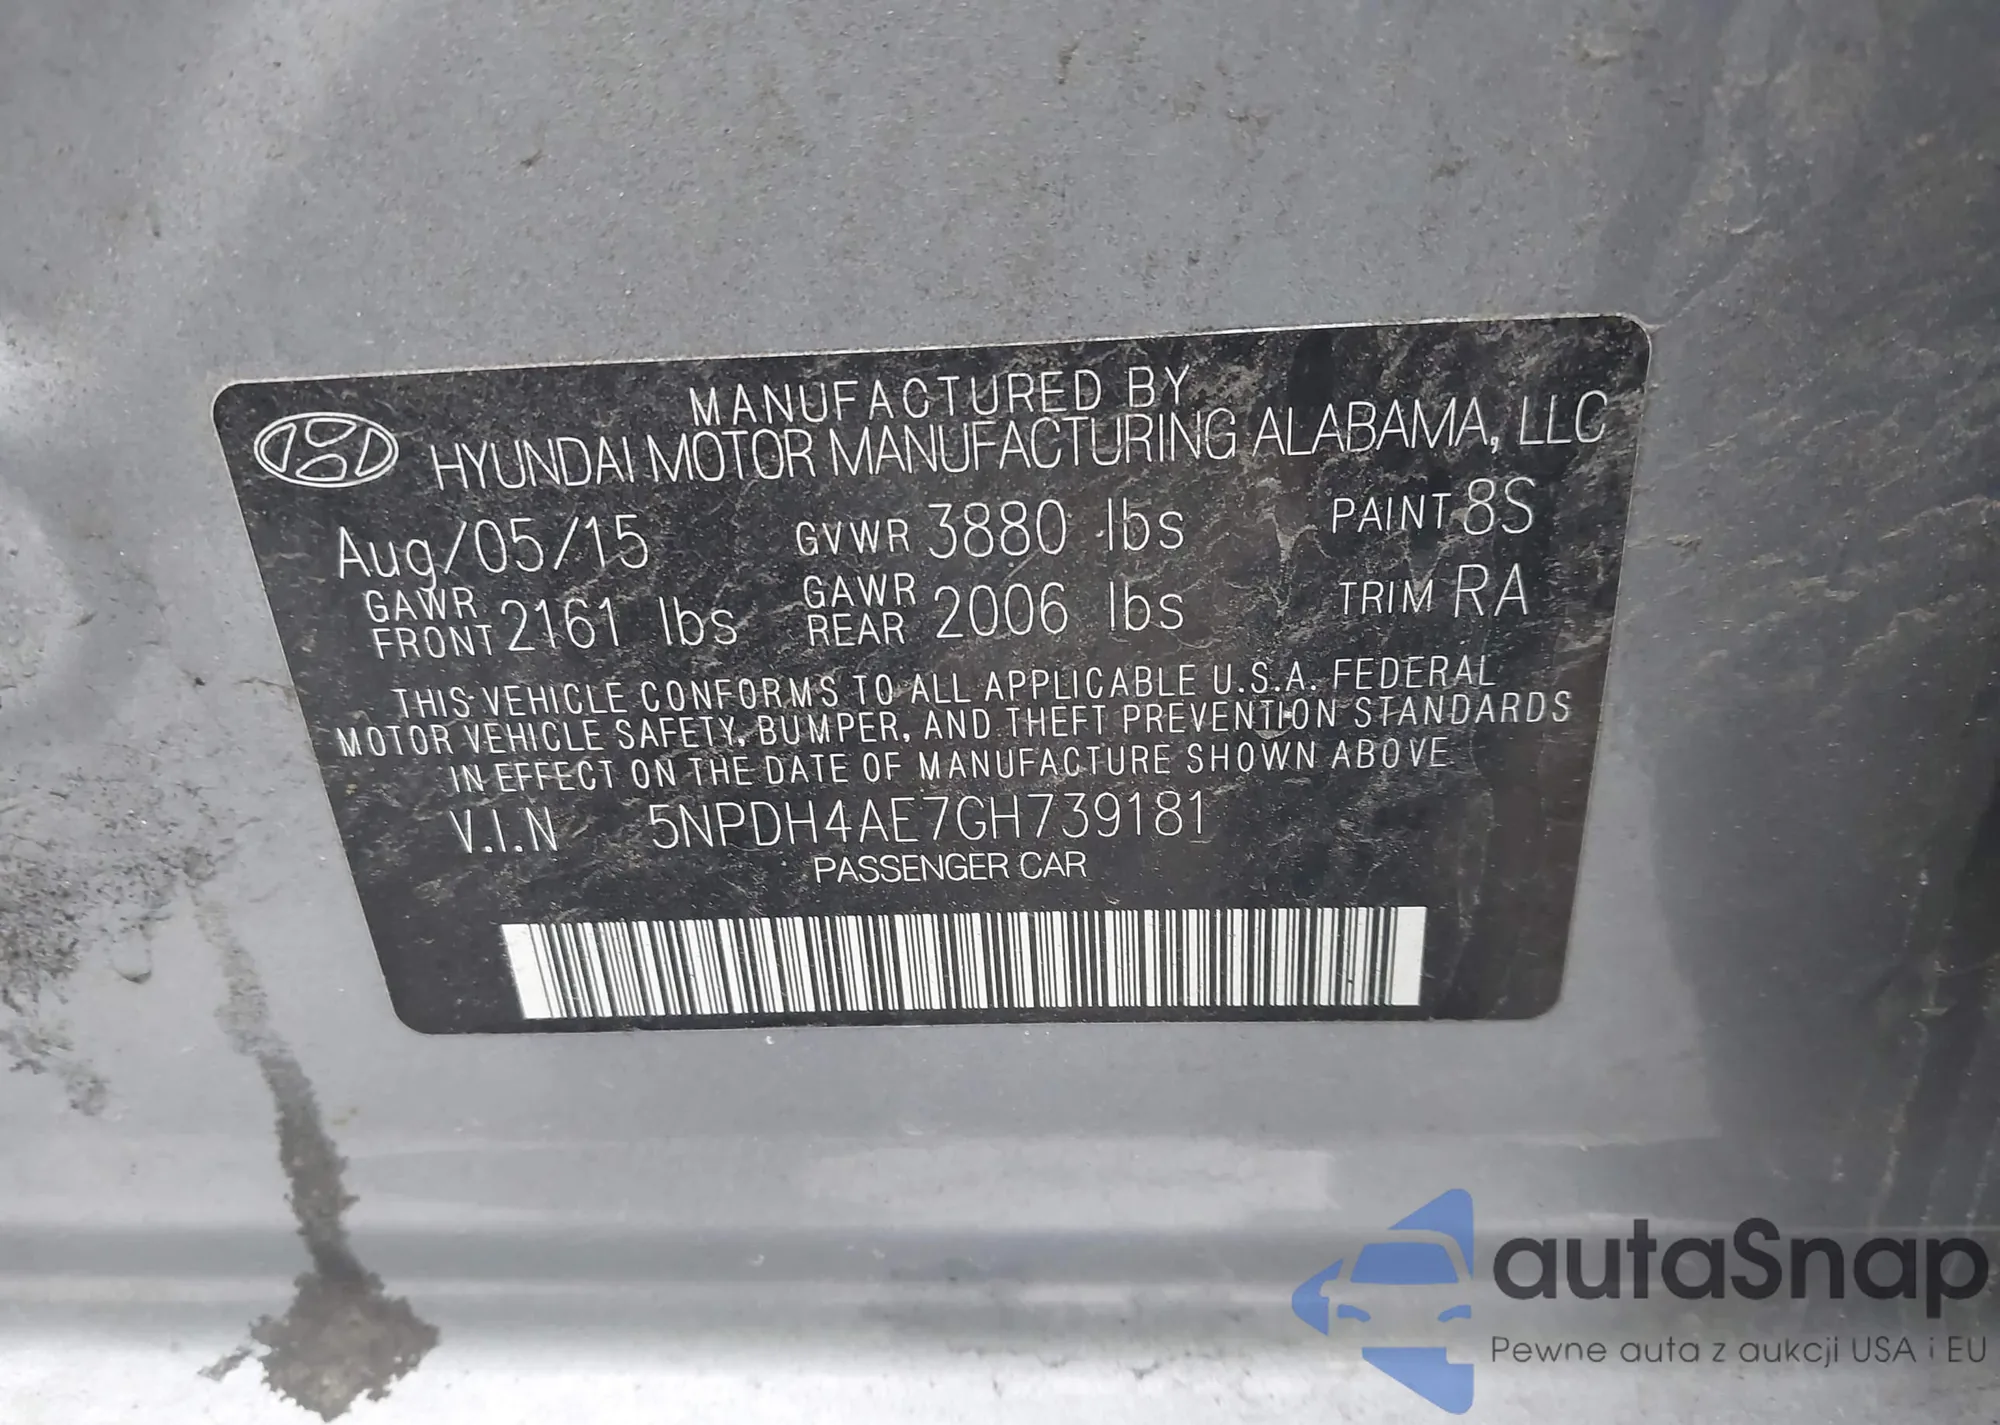 MANUFACTURED BY
HYUNDAI MOTOR MANUFACTURING ALABAMA, LLC
Aug/05/15 GVWR 3880 lbs PAINT 8S
GAWR FRONT 2161 lbs GAWR REAR 2006 lbs TRIM RA
THIS VEHICLE CONFORMS TO ALL APPLICABLE U.S.A. FEDERAL
MOTOR VEHICLE SAFETY, BUMPER, AND THEFT PREVENTION STANDARDS
IN EFFECT ON THE DATE OF MANUFACTURE SHOWN ABOVE
V.I.N 5NPDH4AE7GH739181
PASSENGER CAR
autaSnap
Pewne auta z aukcji USA i EU